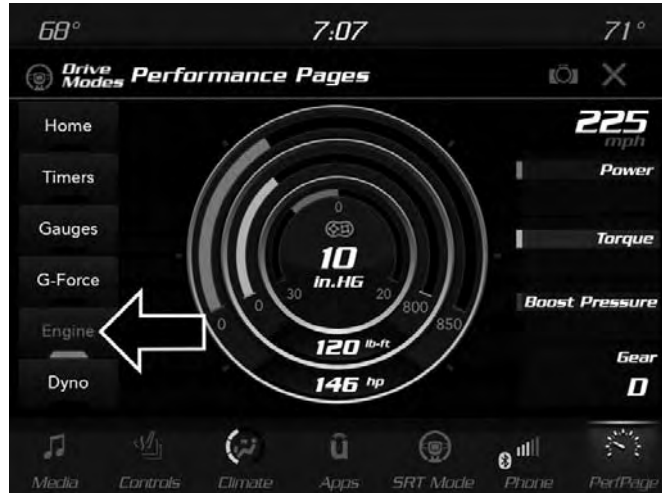 68° 7:07 71°
Drive Modes Performance Pages
Home
Timers
Gauges
G-Force
Engine
Dyno
0
10
in.HG
30 20
0 800
0 850
120 lb-ft
146 hp
225
mph
Power
Torque
Boost Pressure
Gear
D
Media Controls Climate Apps SRT Mode Phone PerfPage